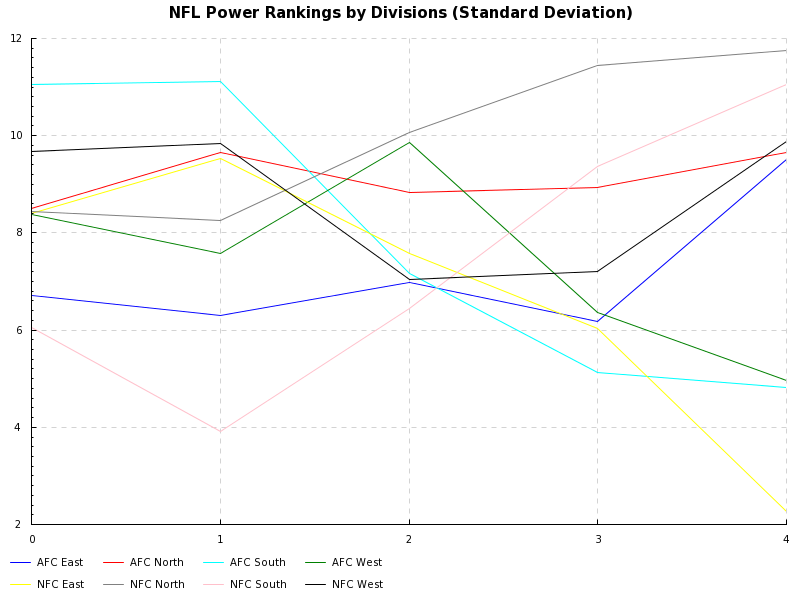 NFL Power Rankings by Divisions (Standard Deviation)
12
10
8
6
4
2
0 1 2 3 4
AFC East AFC North AFC South AFC West
NFC East NFC North NFC South NFC West